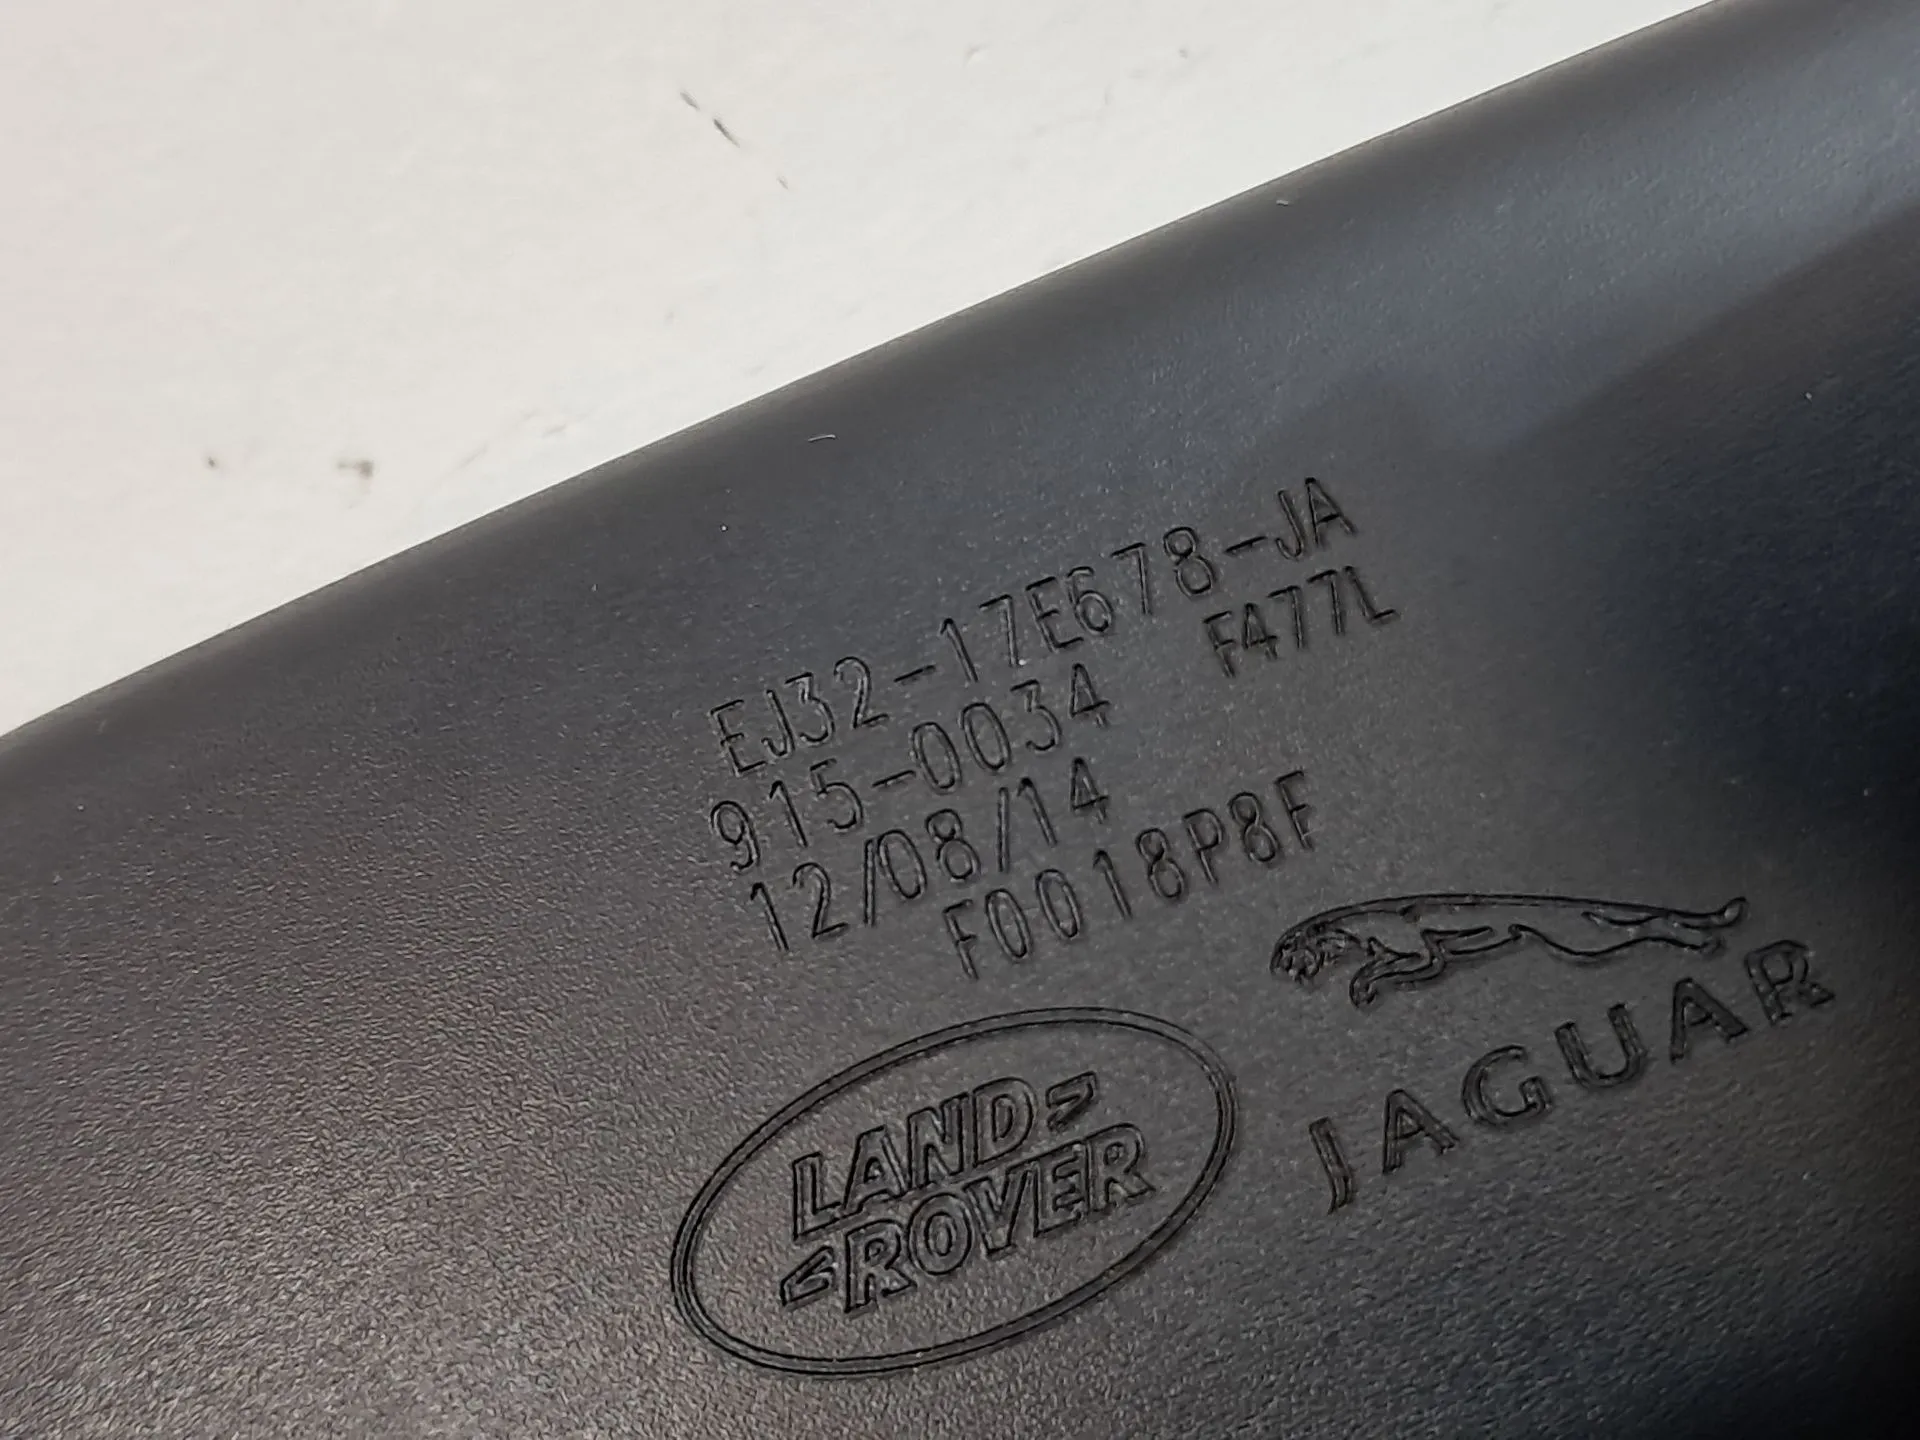 EJ32-17E678-JA
915-0034 F477L
12/08/14
F0018P8F
LAND
ROVER
JAGUAR